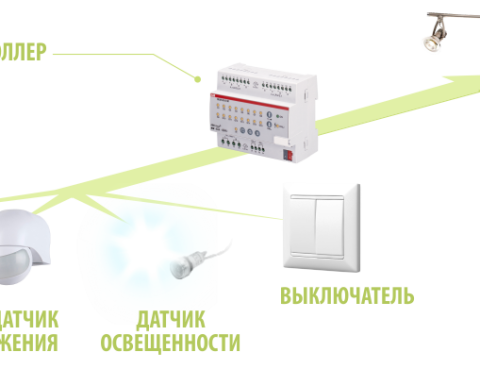 ОЛЛЕР
ВЫКЛЮЧАТЕЛЬ
ДАТЧИК
ЖЕНИЯ
ДАТЧИК
ОСВЕЩЕННОСТИ